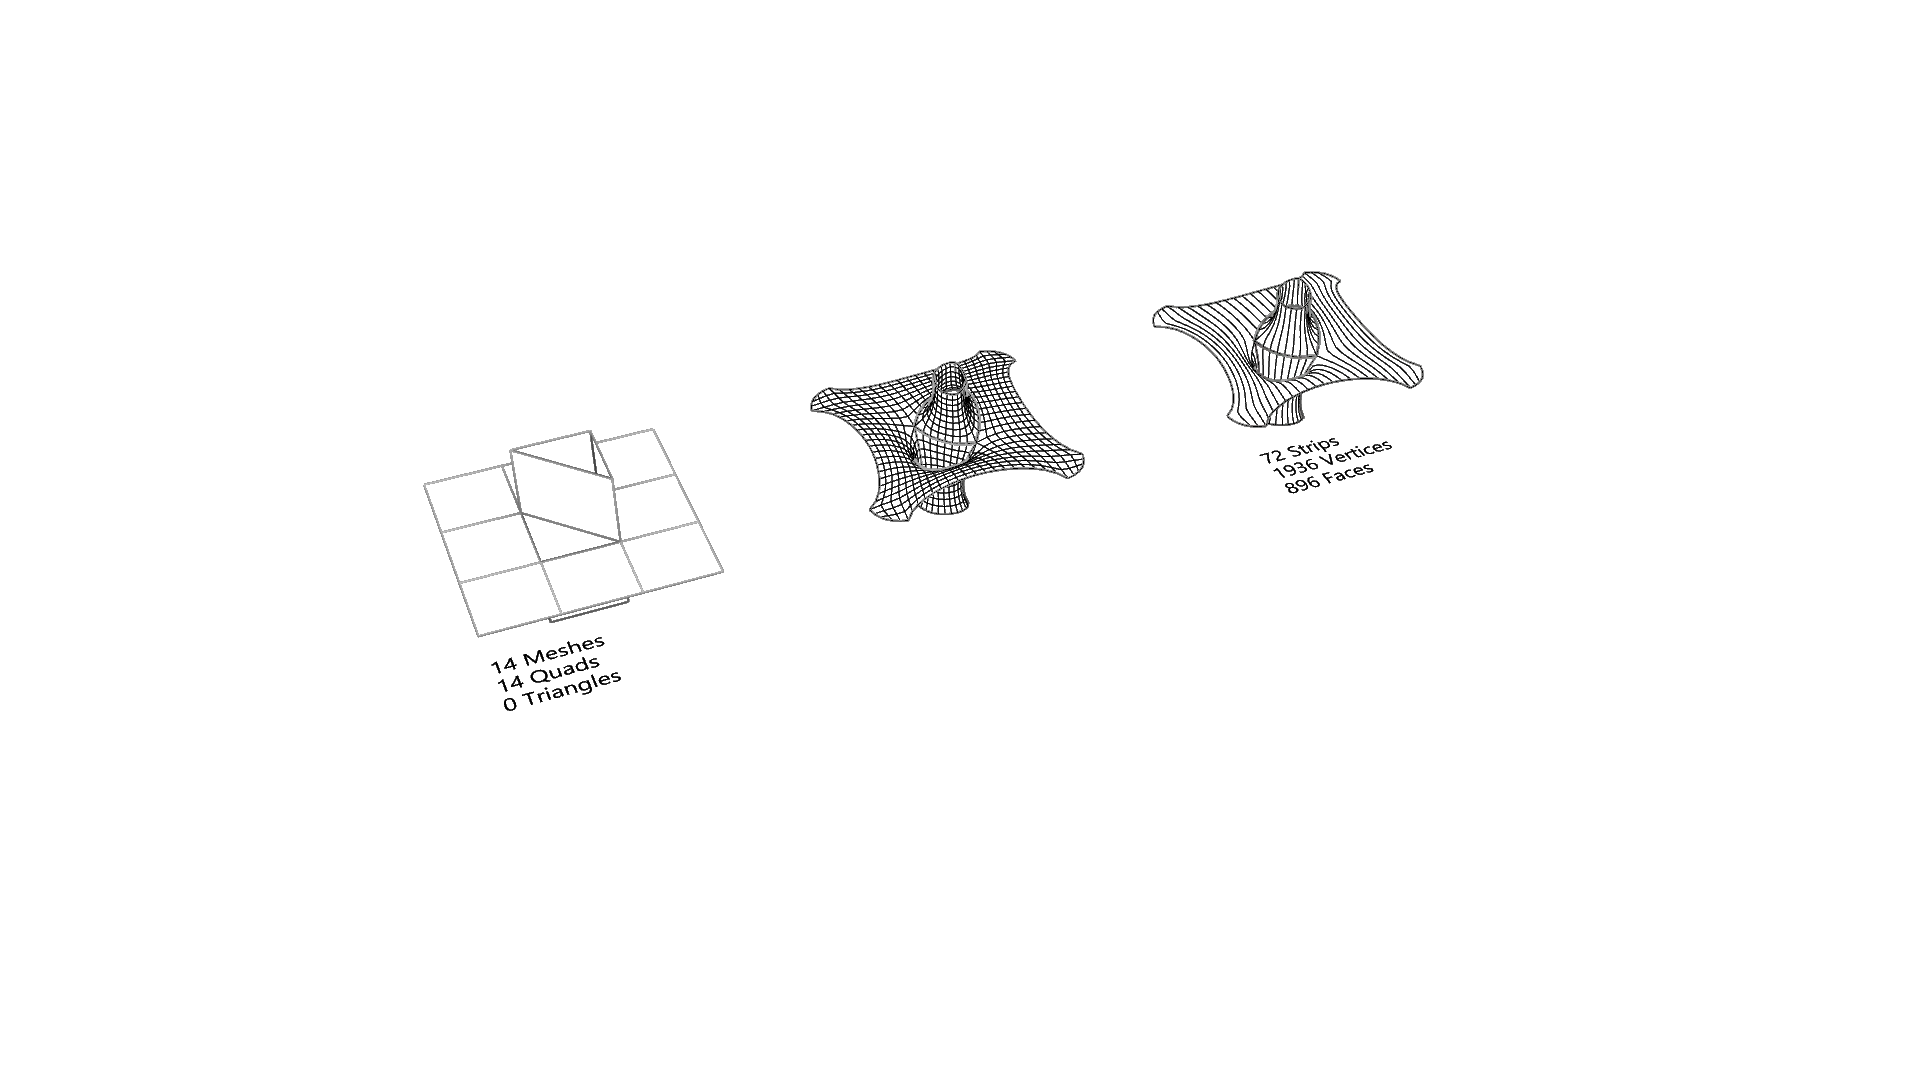 14 Meshes
14 Quads
0 Triangles
72 Strips
1936 Vertices
896 Faces